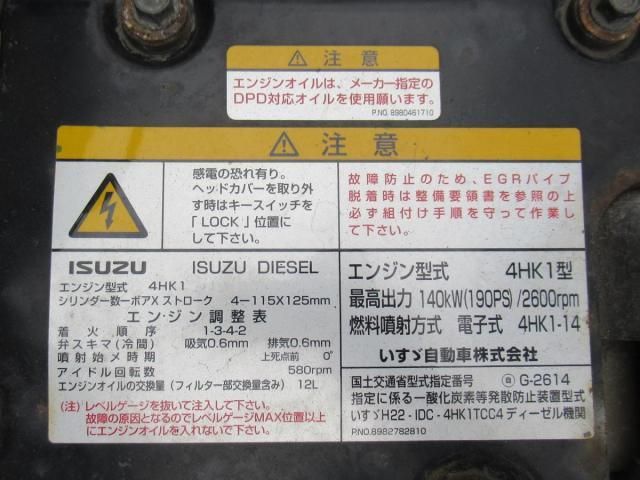 注意
エンジンオイルは、メーカー指定の
DPD対応オイルを使用願います。
P.NO. 8980461710
注意
感電の恐れ有り。
ヘッドカバーを取り外
す時はキースイッチを
「LOCK」位置に
して下さい。
故障防止のため、EGRパイプ
脱着時は整備要領書を参照の上
必ず組付け手順を守って作業し
て下さい。
ISUZU ISUZU DIESEL
エンジン型式 4HK1
シリンダー数ーボアXストローク 4-115X125mm
エンジン調整表
着火順序 1-3-4-2
弁スキマ(冷間) 吸気0.6mm 排気0.6mm
噴射始メ時期 上死点前 0°
アイドル回転数 580rpm
エンジンオイルの交換量(フィルター部交換量含み) 12L
(注)レベルゲージを抜いて注入して下さい。
故障の原因となるのでレベルゲージMAX位置以上
にエンジンオイルを入れないで下さい。
エンジン型式 4HK1型
最高出力 140kW(190PS)/2600rpm
燃料噴射方式 電子式 4HK1-14
いすゞ自動車株式会社
国土交通省型式指定番号 G-2614
指定に係る一酸化炭素等発散防止装置型式
いすゞH22-IDC-4HK1TCC4ディーゼル機関
P.NO.8982782810